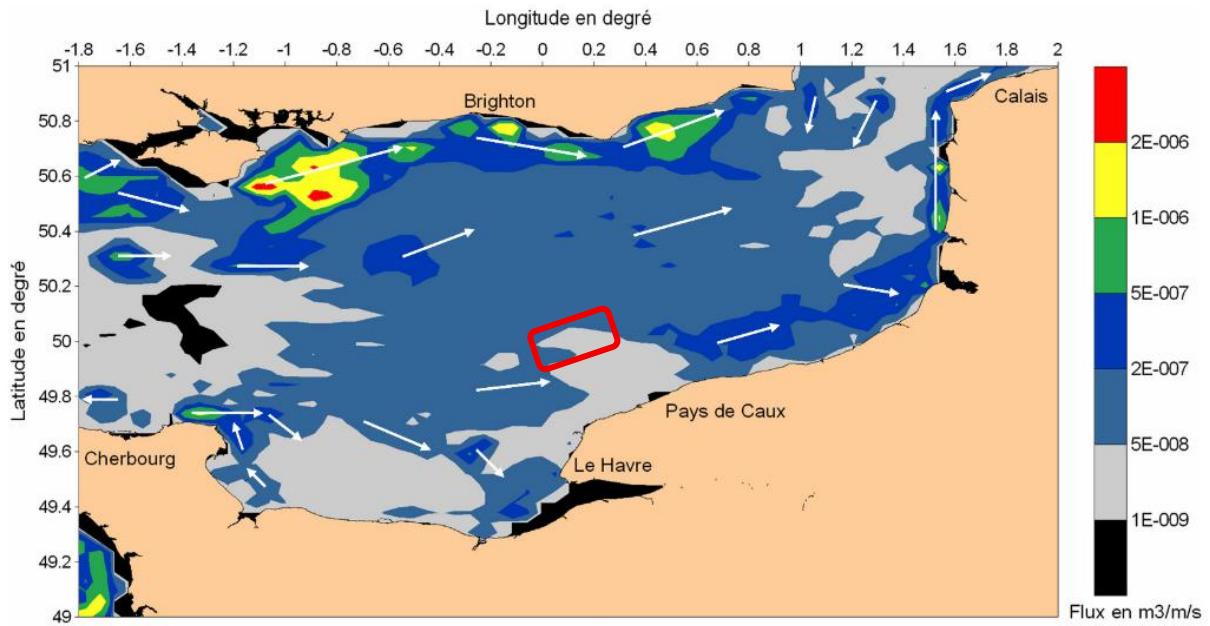 Longitude en degré
-1.8 -1.6 -1.4 -1.2 -1 -0.8 -0.6 -0.4 -0.2 0 0.2 0.4 0.6 0.8 1 1.2 1.4 1.6 1.8 2
51
Brighton
Calais
50.8
2E-006
50.6
1E-006
50.4
Latitude en degré
5E-007
50.2
50
2E-007
49.8
Pays de Caux
5E-008
49.6
Cherbourg
Le Havre
49.4
1E-009
49.2
49
Flux en m3/m/s